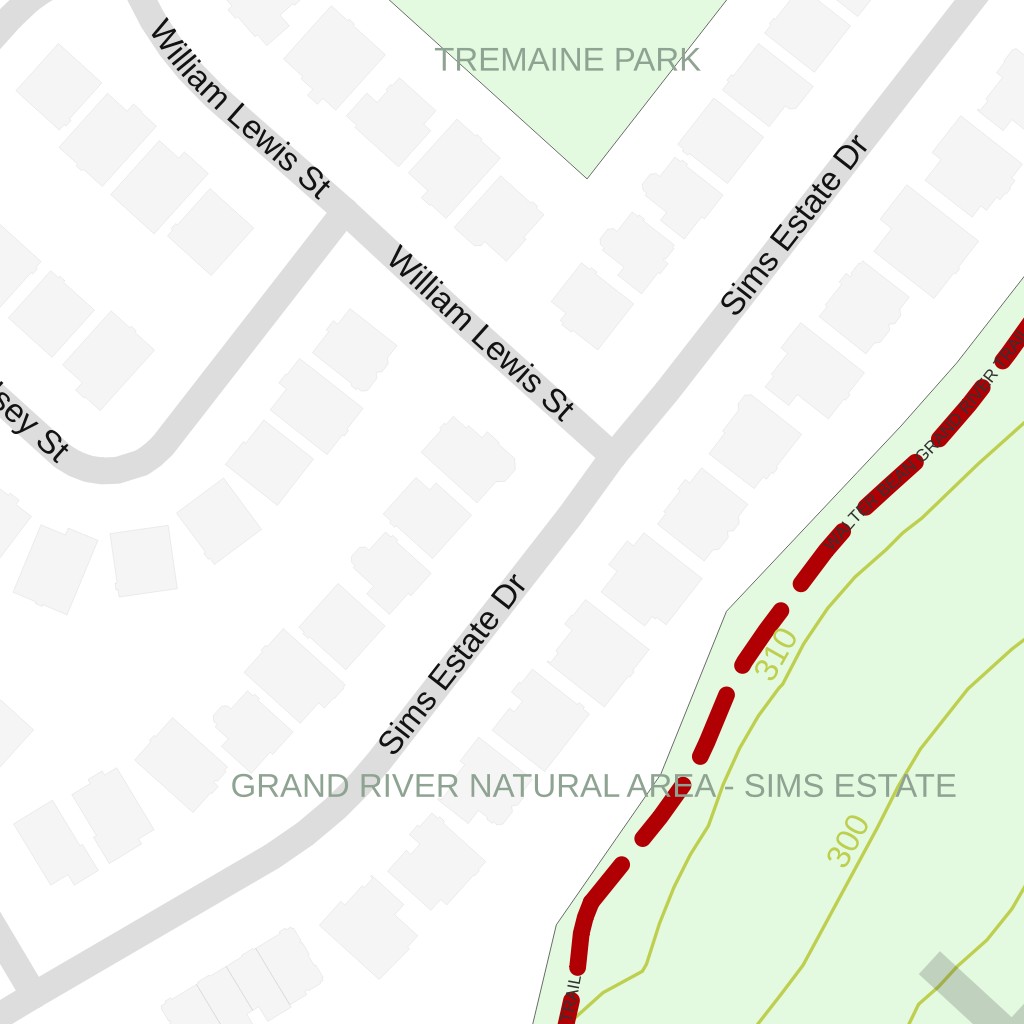 TREMAINE PARK
William Lewis St
Sims Estate Dr
William Lewis St
St
310
Sims Estate Dr
GRAND RIVER NATURAL AREA - SIMS ESTATE
300